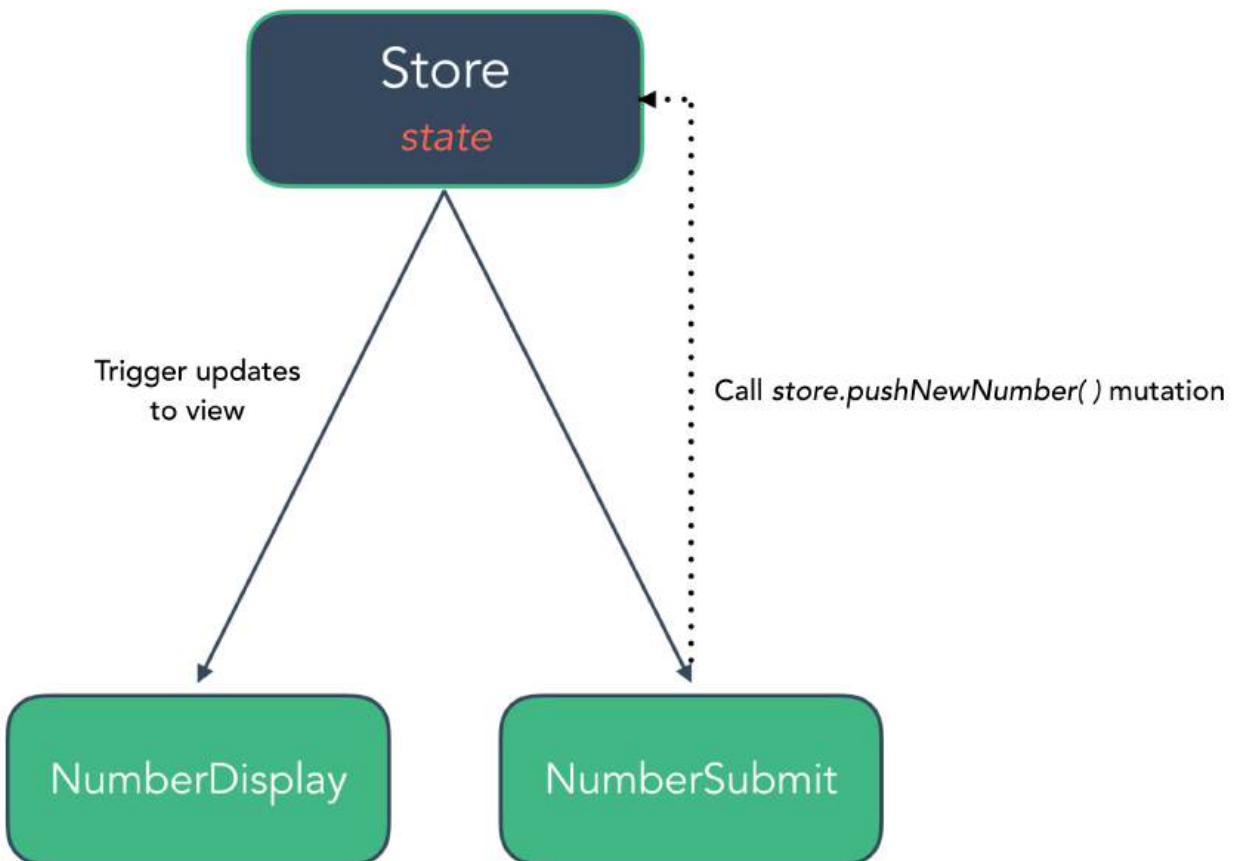 Store
state
Trigger updates
to view
Call store.pushNewNumber( ) mutation
NumberDisplay
NumberSubmit